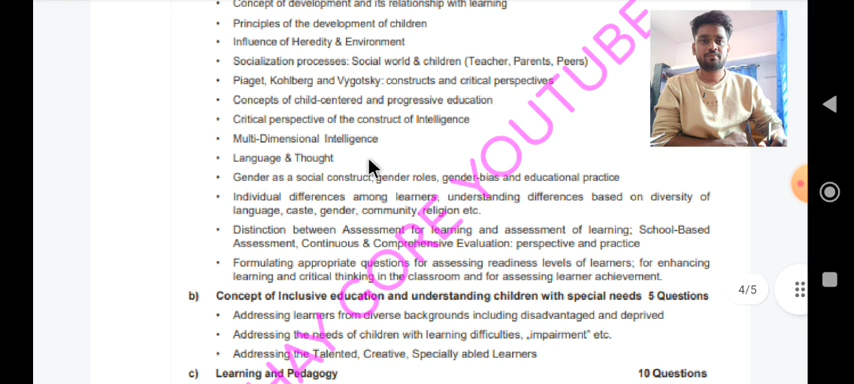 Concept of development and its relationship with learning
• Principles of the development of children
• Influence of Heredity & Environment
• Socialization processes: Social world & children (Teacher, Parents, Peers)
• Piaget, Kohlberg and Vygotsky: constructs and critical perspectives
• Concepts of child-centered and progressive education
• Critical perspective of the construct of Intelligence
• Multi-Dimensional Intelligence
• Language & Thought
• Gender as a social construct; gender roles, gender-bias and educational practice
• Individual differences among learners, understanding differences based on diversity of
language, caste, gender, community, religion etc.
• Distinction between Assessment for learning and assessment of learning; School-Based
Assessment, Continuous & Comprehensive Evaluation: perspective and practice
• Formulating appropriate questions for assessing readiness levels of learners; for enhancing
learning and critical thinking in the classroom and for assessing learner achievement.
b) Concept of Inclusive education and understanding children with special needs 5 Questions
• Addressing learners from diverse backgrounds including disadvantaged and deprived
• Addressing the needs of children with learning difficulties, „impairment" etc.
• Addressing the Talented, Creative, Specially abled Learners
c) Learning and Pedagogy 10 Questions
HAY GORE YOUTUBE
4/5